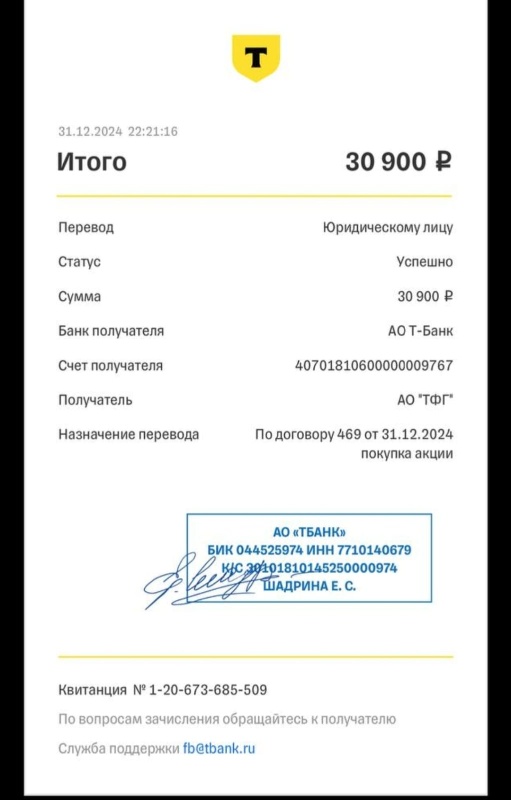 Т
31.12.2024 22:21:16
Итого 30 900 ₽
Перевод Юридическому лицу
Статус Успешно
Сумма 30 900 ₽
Банк получателя АО Т-Банк
Счет получателя 40701810600000009767
Получатель АО "ТФГ"
Назначение перевода По договору 469 от 31.12.2024
покупка акции
АО «ТБАНК»
БИК 044525974 ИНН 7710140679
К/С 30101810145250000974
ШАДРИНА Е. С.
Квитанция № 1-20-673-685-509
По вопросам зачисления обращайтесь к получателю
Служба поддержки fb@tbank.ru